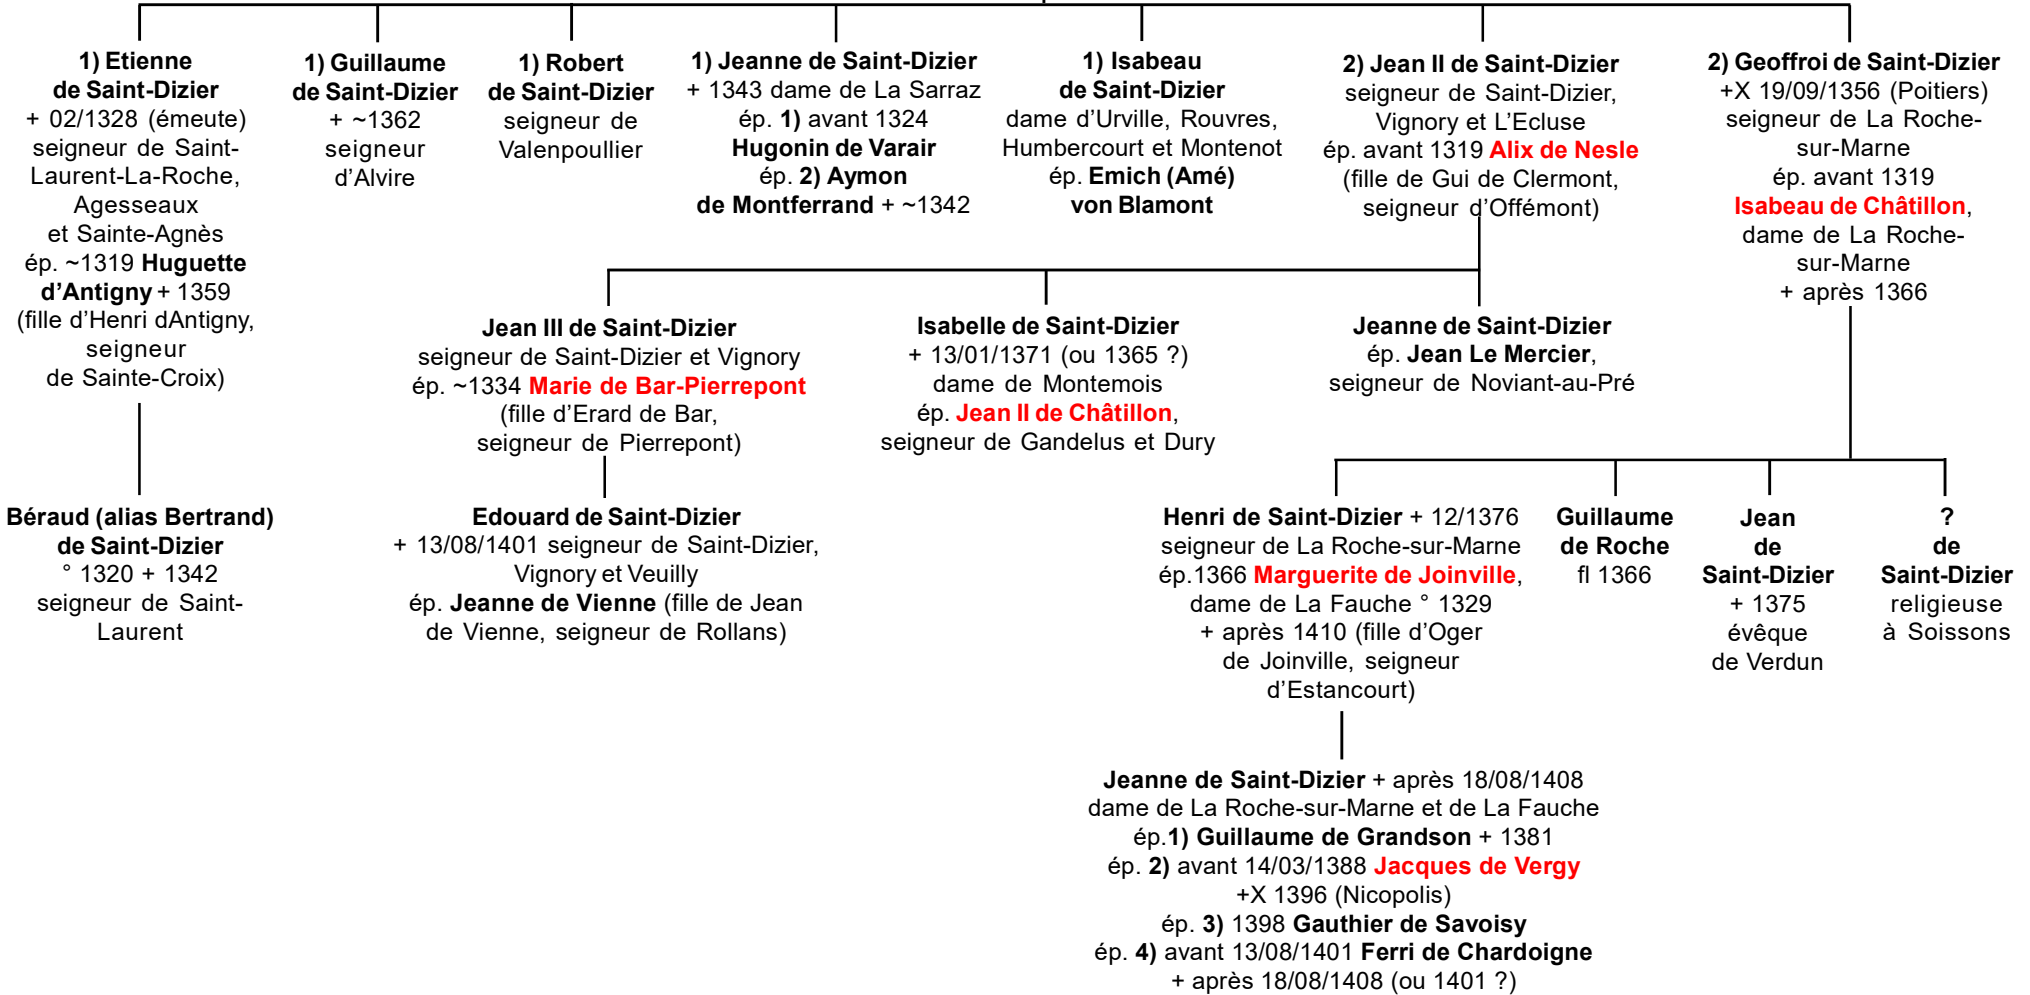 1) Etienne
de Saint-Dizier
+ 02/1328 (émeute)
seigneur de Saint-
Laurent-La-Roche,
Agesseaux
et Sainte-Agnès
ép. ~1319 Huguette
d'Antigny + 1359
(fille d'Henri dAntigny,
seigneur
de Sainte-Croix)
1) Guillaume
de Saint-Dizier
+ ~1362
seigneur
d'Alvire
1) Robert
de Saint-Dizier
seigneur de
Valenpoullier
1) Jeanne de Saint-Dizier
+ 1343 dame de La Sarraz
ép. 1) avant 1324
Hugonin de Varair
ép. 2) Aymon
de Montferrand + ~1342
1) Isabeau
de Saint-Dizier
dame d'Urville, Rouvres,
Humbercourt et Montenot
ép. Emich (Amé)
von Blamont
2) Jean II de Saint-Dizier
seigneur de Saint-Dizier,
Vignory et L'Ecluse
ép. avant 1319 Alix de Nesle
(fille de Gui de Clermont,
seigneur d'Offémont)
2) Geoffroi de Saint-Dizier
+X 19/09/1356 (Poitiers)
seigneur de La Roche-
sur-Marne
ép. avant 1319
Isabeau de Châtillon,
dame de La Roche-
sur-Marne
+ après 1366
Jean III de Saint-Dizier
seigneur de Saint-Dizier et Vignory
ép. ~1334 Marie de Bar-Pierrepont
(fille d'Erard de Bar,
seigneur de Pierrepont)
Isabelle de Saint-Dizier
+ 13/01/1371 (ou 1365 ?)
dame de Montemois
ép. Jean II de Châtillon,
seigneur de Gandelus et Dury
Jeanne de Saint-Dizier
ép. Jean Le Mercier,
seigneur de Noviant-au-Pré
Béraud (alias Bertrand)
de Saint-Dizier
° 1320 + 1342
seigneur de Saint-
Laurent
Edouard de Saint-Dizier
+ 13/08/1401 seigneur de Saint-Dizier,
Vignory et Veuilly
ép. Jeanne de Vienne (fille de Jean
de Vienne, seigneur de Rollans)
Henri de Saint-Dizier + 12/1376
seigneur de La Roche-sur-Marne
ép.1366 Marguerite de Joinville,
dame de La Fauche ° 1329
+ après 1410 (fille d'Oger
de Joinville, seigneur
d'Estancourt)
Guillaume
de Roche
fl 1366
Jean
de
Saint-Dizier
+ 1375
évêque
de Verdun
?
de
Saint-Dizier
religieuse
à Soissons
Jeanne de Saint-Dizier + après 18/08/1408
dame de La Roche-sur-Marne et de La Fauche
ép.1) Guillaume de Grandson + 1381
ép. 2) avant 14/03/1388 Jacques de Vergy
+X 1396 (Nicopolis)
ép. 3) 1398 Gauthier de Savoisy
ép. 4) avant 13/08/1401 Ferri de Chardoigne
+ après 18/08/1408 (ou 1401 ?)